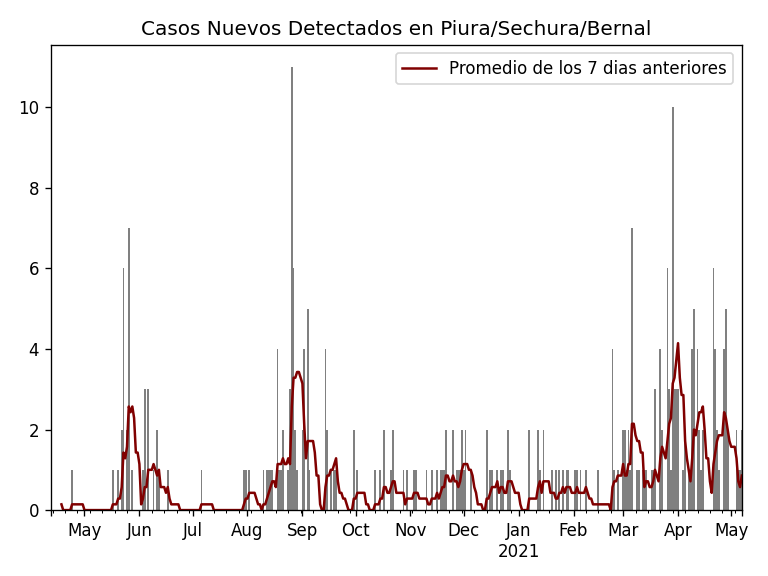 Casos Nuevos Detectados en Piura/Sechura/Bernal
Promedio de los 7 dias anteriores
10
8
6
4
2
0
May Jun Jul Aug Sep Oct Nov Dec Jan Feb Mar Apr May
2021